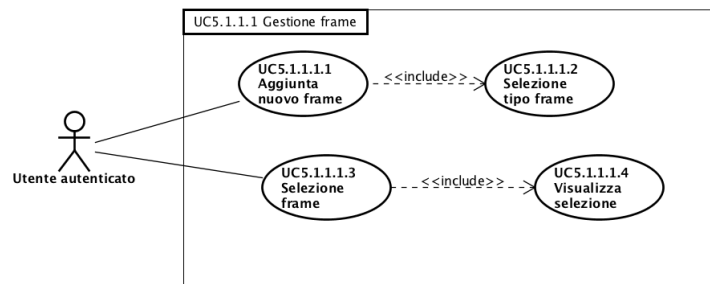 UC5.1.1.1 Gestione frame
UC5.1.1.1.1
Aggiunta
nuovo frame
<<include>>
UC5.1.1.1.2
Selezione
tipo frame
Utente autenticato
UC5.1.1.1.3
Selezione
frame
<<include>>
UC5.1.1.1.4
Visualizza
selezione